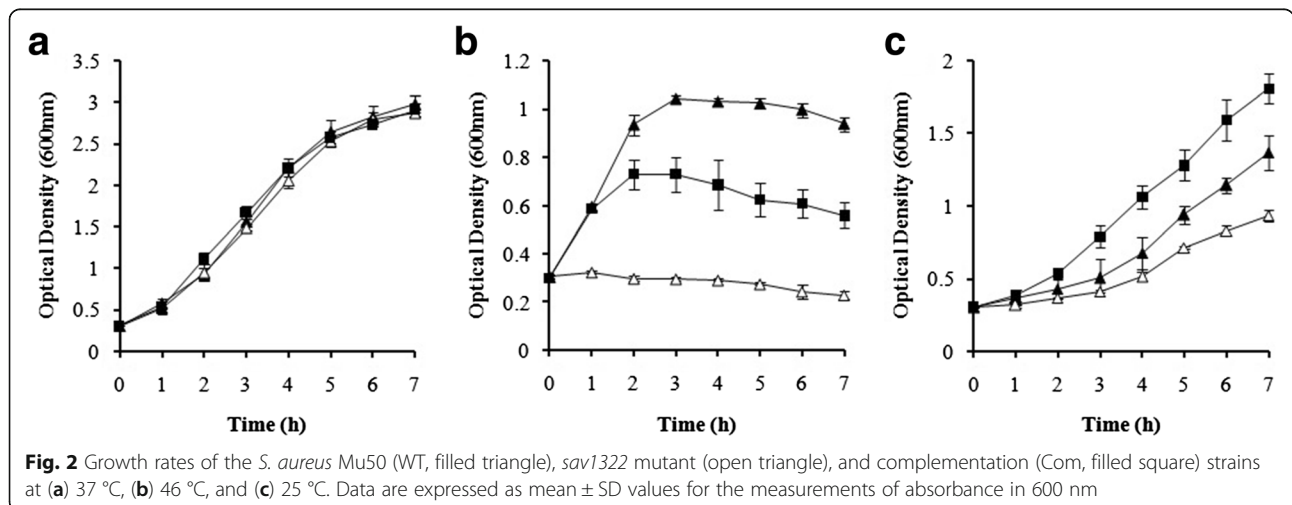 a
3.5
3
2.5
2
1.5
1
0.5
0
Optical Density (600nm)
0 1 2 3 4 5 6 7
Time (h)
b
1.2
1
0.8
0.6
0.4
0.2
0
Optical Density (600nm)
0 1 2 3 4 5 6 7
Time (h)
c
2
1.5
1
0.5
0
Optical Density (600nm)
0 1 2 3 4 5 6 7
Time (h)
Fig. 2 Growth rates of the S. aureus Mu50 (WT, filled triangle), sav1322 mutant (open triangle), and complementation (Com, filled square) strains
at (a) 37 °C, (b) 46 °C, and (c) 25 °C. Data are expressed as mean ± SD values for the measurements of absorbance in 600 nm